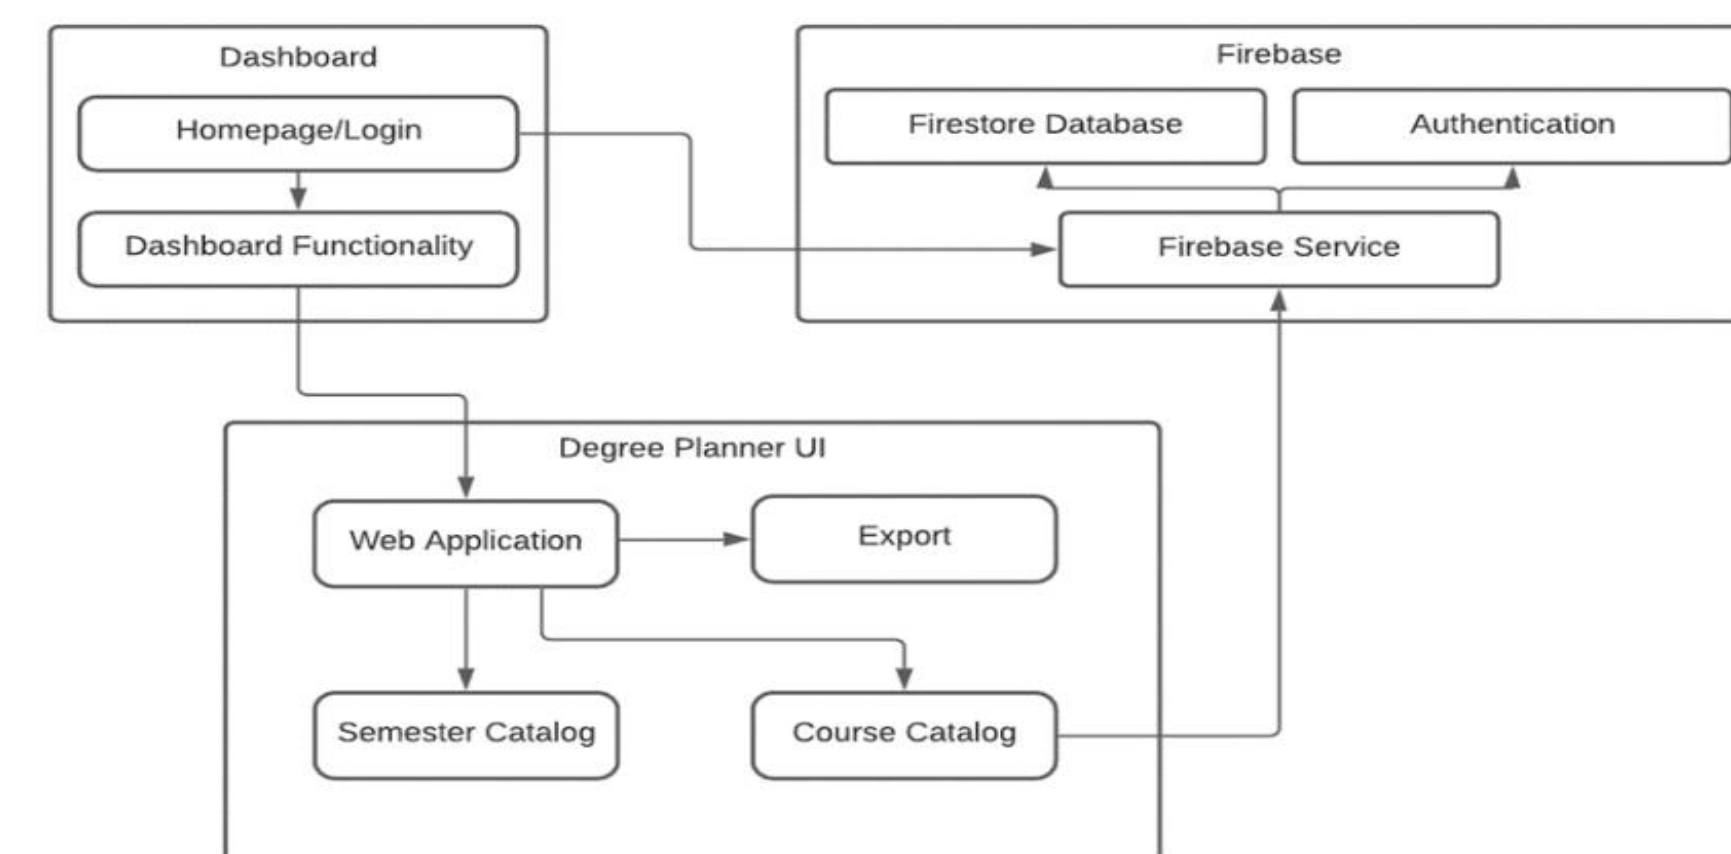 Dashboard
Homepage/Login
Dashboard Functionality
Firebase
Firestore Database
Authentication
Firebase Service
Degree Planner UI
Web Application
Export
Semester Catalog
Course Catalog